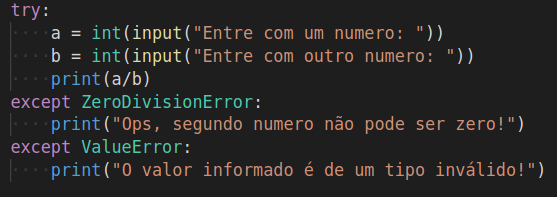 try:
    a = int(input("Entre com um numero: "))
    b = int(input("Entre com outro numero: "))
    print(a/b)
except ZeroDivisionError:
    print("Ops, segundo numero não pode ser zero!")
except ValueError:
    print("O valor informado é de um tipo inválido!")